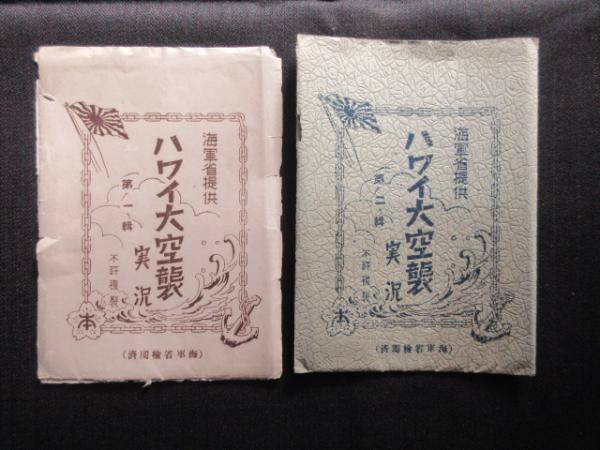 海軍省提供
ハワイ大空襲
(第一輯)
実況
不許複製
本
(海軍省検閲済)
海軍省提供
ハワイ大空襲
(第二輯)
実況
不許複製
本
(海軍省検閲済)